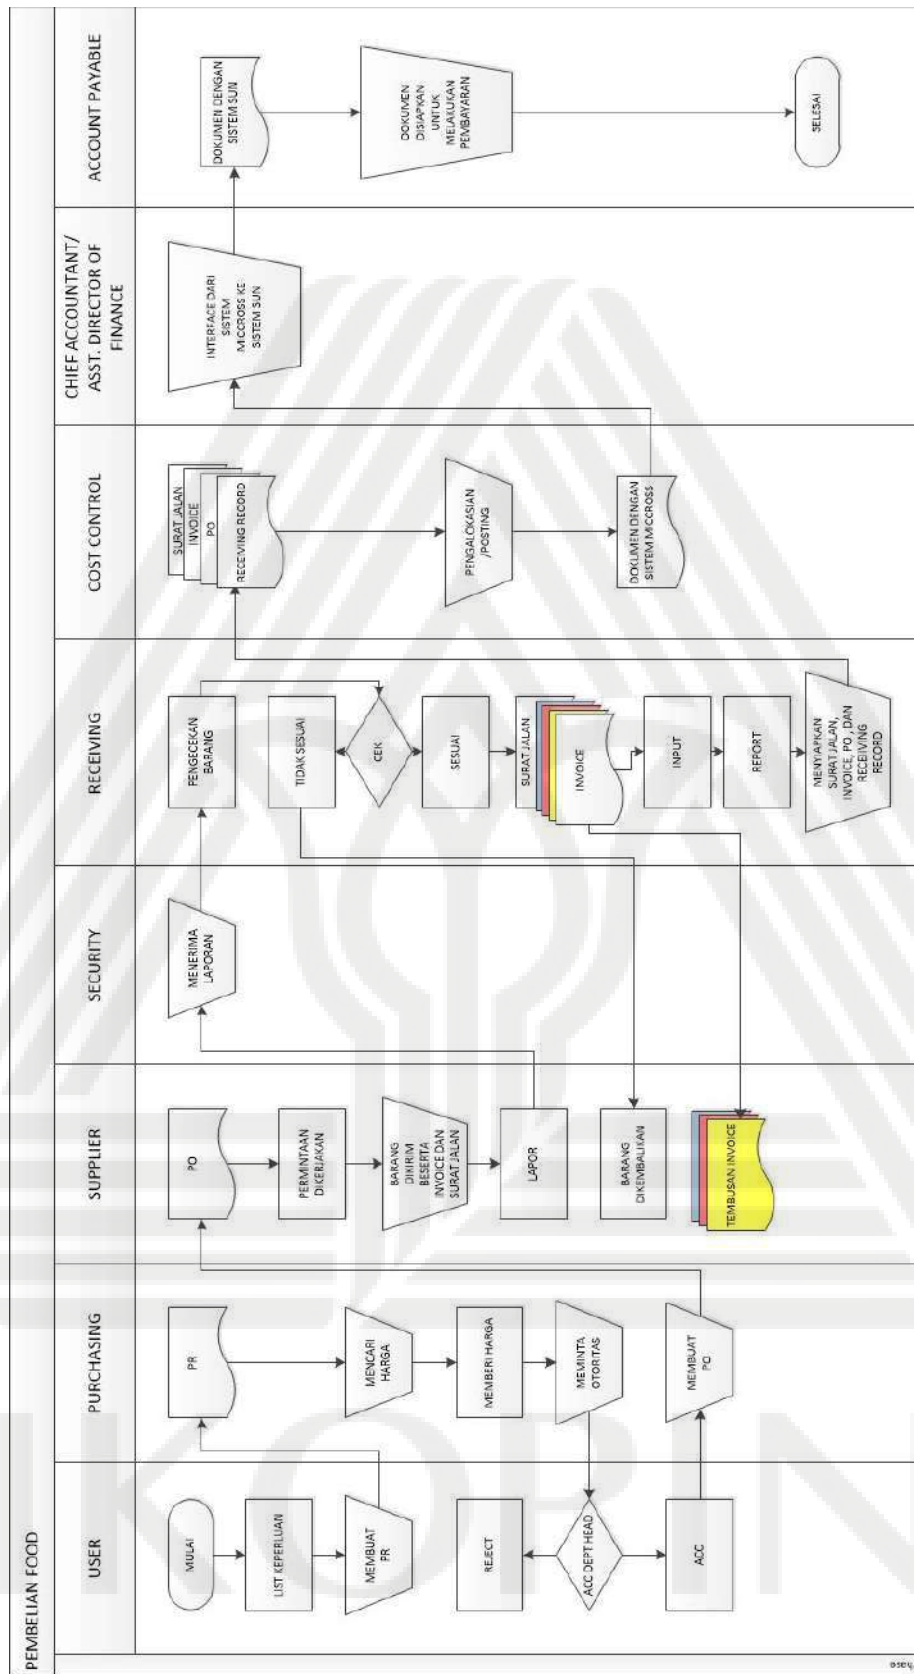 PEMBELIAN FOOD
USER
PURCHASING
SUPPLIER
SECURITY
RECEIVING
COST CONTROL
CHIEF ACCOUNTANT/
ASST. DIRECTOR OF
FINANCE
ACCOUNT PAYABLE
MULAI
LIST KEPERLUAN
MEMBUAT
PR
REJECT
ACC DEPT HEAD
ACC
PR
MENCARI
HARGA
MEMBERI HARGA
MEMINTA
OTORITAS
MEMBUAT
PO
PO
PERMINTAAN
DIKERJAKAN
BARANG
DIKIRIM
BESERTA
INVOICE DAN
SURAT JALAN
LAPOR
BARANG
DIKEMBALIKAN
TEMBUSAN INVOICE
MENERIMA
LAPORAN
PENGECEKAN
BARANG
TIDAK SESUAI
CEK
SESUAI
SURAT JALAN
INVOICE
INPUT
REPORT
MENYIAPKAN
SURAT JALAN,
INVOICE, PO, DAN
RECEIVING
RECORD
SURAT JALAN
INVOICE
PO
RECEIVING RECORD
PENGALOKASIAN
/POSTING
DOKUMEN DENGAN
SISTEM MICCROSS
INTERFACE DARI
SISTEM
MICCROSS KE
SISTEM SUN
DOKUMEN DENGAN
SISTEM SUN
DOKUMEN
DISIAPKAN
UNTUK
MELAKUKAN
PEMBAYARAN
SELESAI
KOPIN